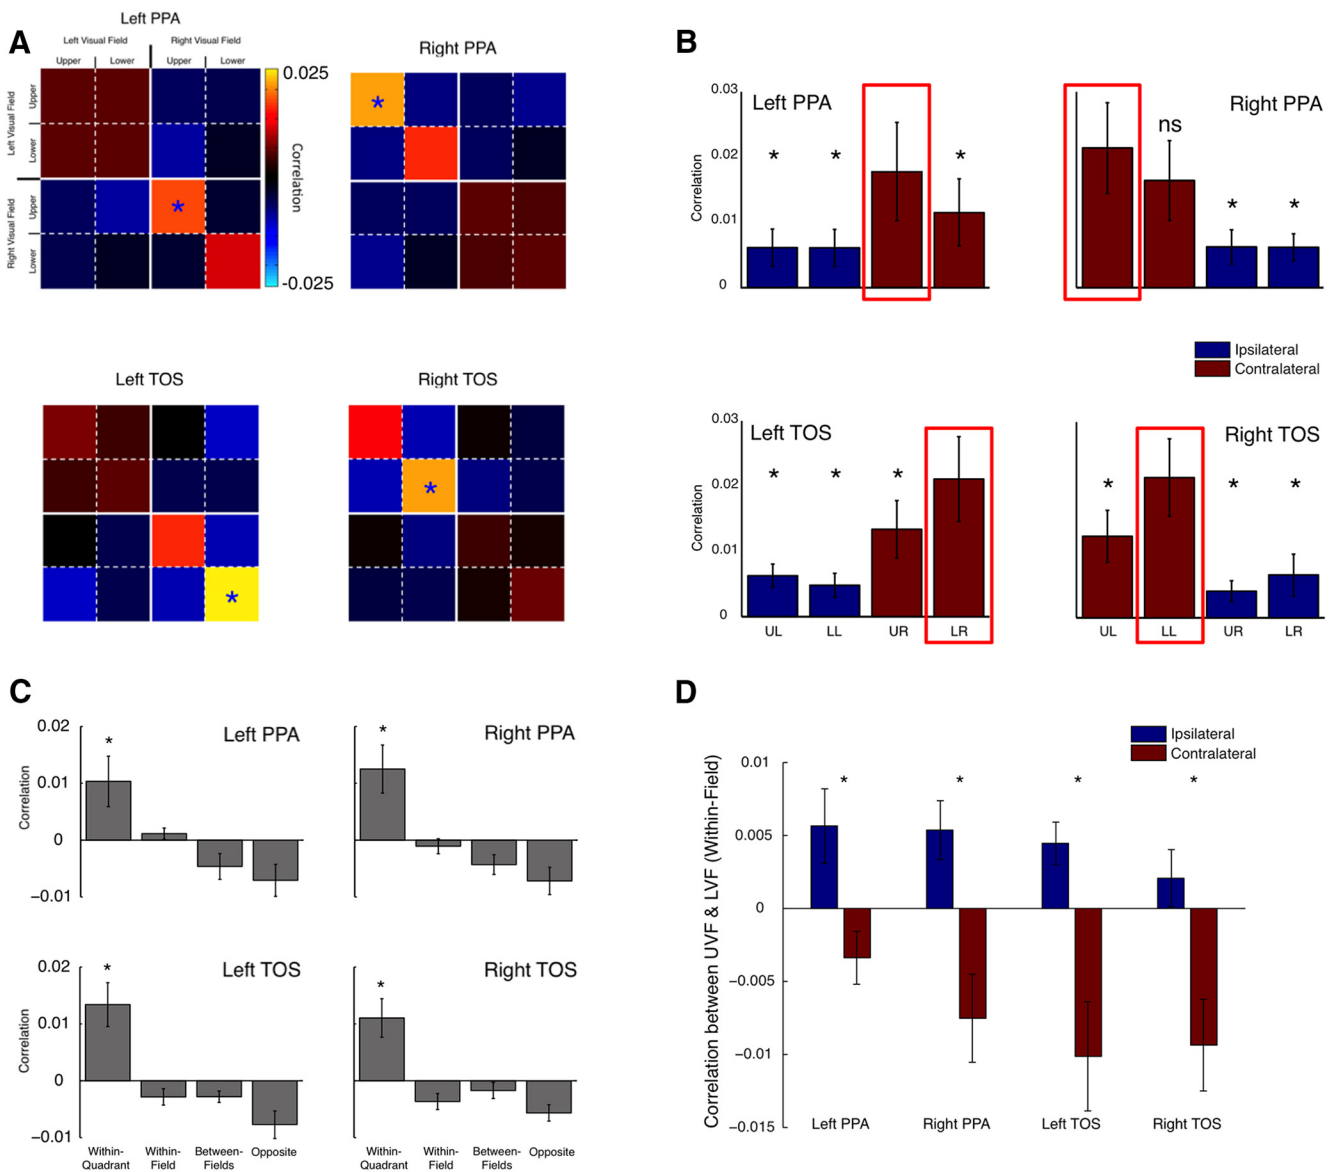 A
Left PPA
Left Visual Field
Right Visual Field
Upper
Lower
Upper
Lower
Left Visual Field
Upper
Lower
Right Visual Field
Upper
Lower
*
0.025
Correlation
-0.025
Right PPA
*
Left TOS
*
Right TOS
*
B
0.03
0.02
0.01
0
Correlation
Left PPA
* * *
Right PPA
ns
* *
Ipsilateral
Contralateral
0.03
0.02
0.01
0
Correlation
Left TOS
* * *
UL LL UR LR
Right TOS
* * *
UL LL UR LR
C
0.02
0.01
0
−0.01
Correlation
Left PPA
*
Right PPA
*
0.02
0.01
0
−0.01
Correlation
Left TOS
*
Right TOS
*
Within-
Quadrant
Within-
Field
Between-
Fields
Opposite
Within-
Quadrant
Within-
Field
Between-
Fields
Opposite
D
Ipsilateral
Contralateral
Correlation between UVF & LVF (Within-Field)
0.01
0.005
0
−0.005
−0.01
−0.015
* * * *
Left PPA
Right PPA
Left TOS
Right TOS